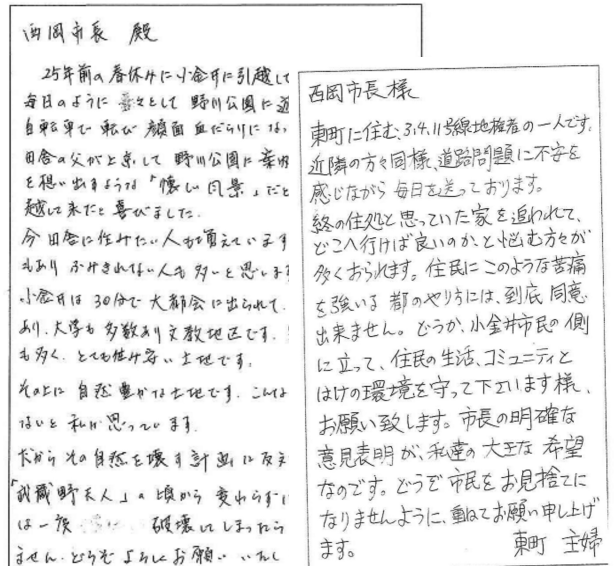 西岡市長 殿
25年前の春休みに小金井に引越して
毎日のように 喜々として 野川公園に
自転車で転び 顔面血だらけになっ
田舎の父が上京して 野川公園に案内
を想い出すような「懐しい風景」だと
越して来たと喜びました。
今 田舎に住みたい人も増えています
もあり ふみきれない人も多いと思います
小金井は 30分で大都会に出られて、
あり、大学も多数あり文教地区です。
も多く、とても住み安い土地です。
その上に 自然豊かな土地です。こんな
ないと 私が思っています。
だから その自然を壊す計画に反対
「武蔵野夫人」の頃から 変わらずに
は一度 破壊してしまったら
ません。どうぞ よろしくお願い いたし
西岡市長様
東町に住む、3.4.11号線地権者の一人です。
近隣の方々同様、道路問題に不安を
感じながら 毎日を送っております。
終の住処と思っていた家を追われて、
どこへ行けば良いのか、と悩む方々が
多くおられます。住民にこのような苦痛
を強いる 都のやり方には、到底 同意
出来ません。どうか、小金井市民の側
に立って、住民の生活、コミュニティと
はけの環境を守って下さいます様、
お願い致します。市長の明確な
意見表明が、私達の大きな希望
なのです。どうぞ市民をお見捨てに
なりませんように、重ねてお願い申し上げ
ます。
東町 主婦